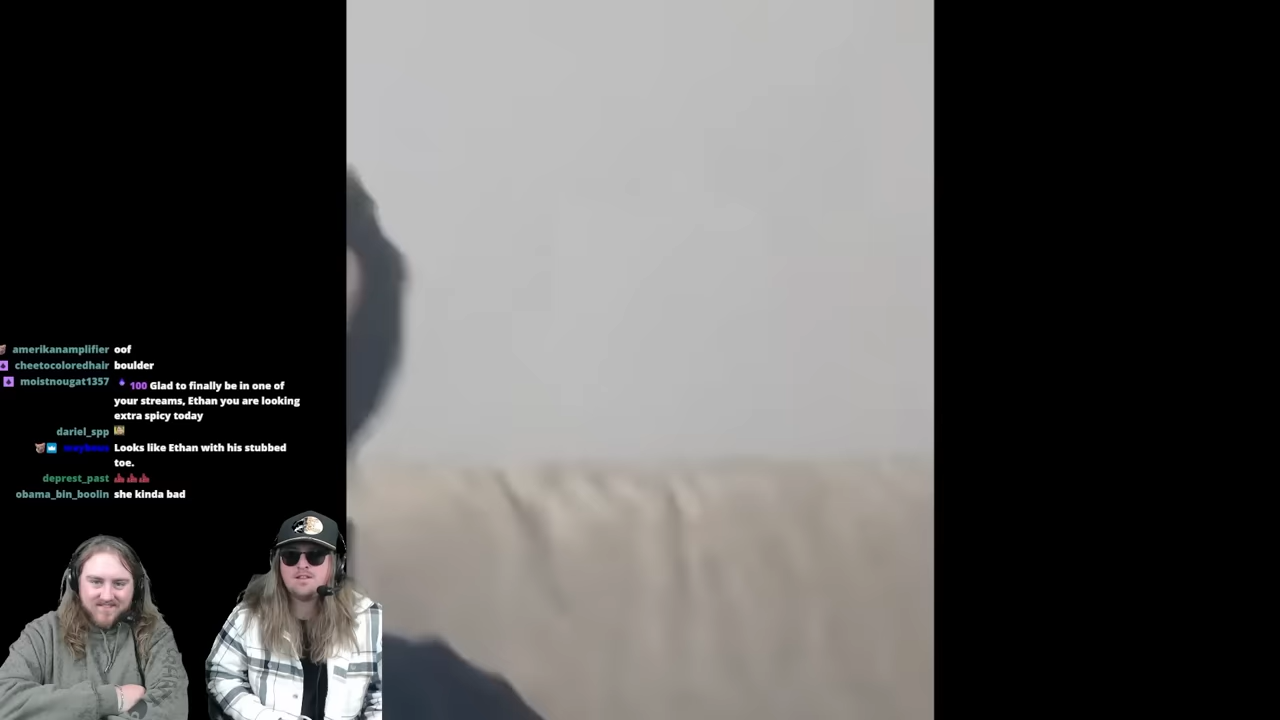 amerikanamplifier oof
cheetocoloredhair boulder
moistnougat1357 100 Glad to finally be in one of
your streams, Ethan you are looking
extra spicy today
dariel_spp
Looks like Ethan with his stubbed
toe.
deprest_past
obama_bin_boolin she kinda bad